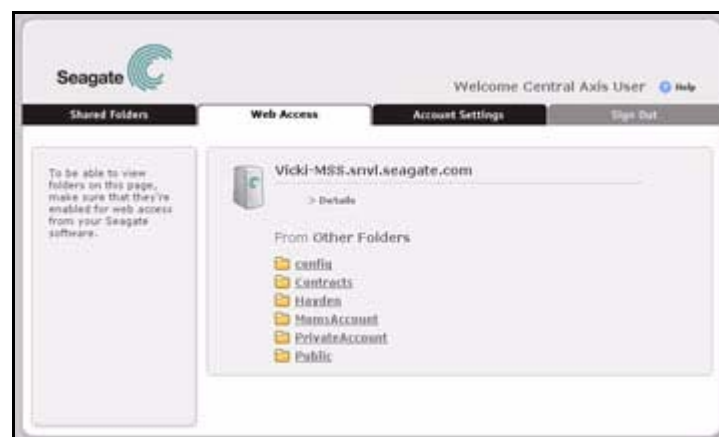 Seagate
Welcome Central Axis User Help
Shared Folders Web Access Account Settings Sign Out
To be able to view
folders on this page,
make sure that they're
enabled for web access
from your Seagate
software.
Vicki-MSS.snvl.seagate.com
> Details
From Other Folders
config
Contracts
Hayden
MomsAccount
PrivateAccount
Public